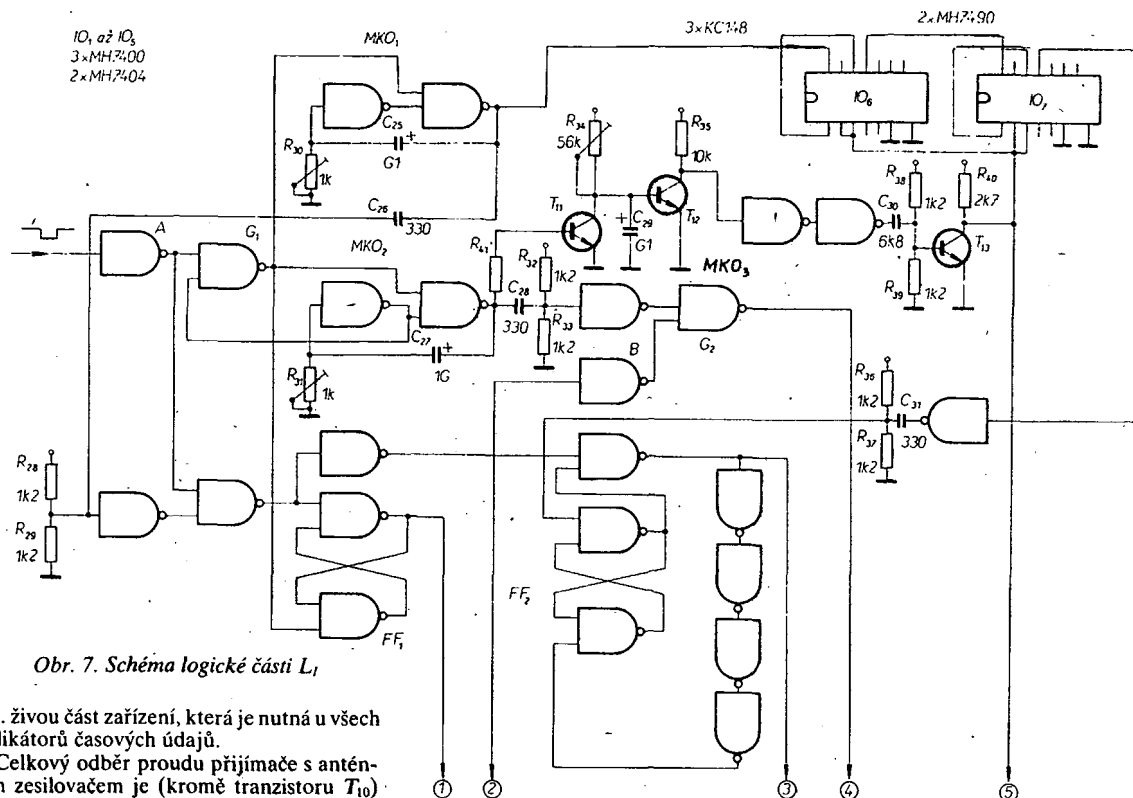 IO₁ až IO₅
3×MH7400
2×MH7404
MKO₁
3×KC148
2×MH7490
IO₆
IO₇
C₂₅
G1
R₃₀
1k
C₂₆
330
R₃₄
56k
R₃₅
10k
T₁₁
C₂₉
G1
T₁₂
C₃₀
6k8
R₃₈
1k2
R₄₀
2k7
T₁₃
R₃₉
1k2
A
G₁
MKO₂
R₄₁
R₃₂
1k2
C₂₈
330
R₃₃
1k2
MKO₃
G₂
B
C₂₇
1G
R₃₁
1k
R₃₆
1k2
C₃₁
330
R₃₇
1k2
R₂₈
1k2
R₂₉
1k2
FF₁
FF₂
Obr. 7. Schéma logické části L₁
. živou část zařízení, která je nutná u všech
dikátorů časových údajů.
Celkový odběr proudu přijímače s antén-
m zesilovačem je (kromě tranzistoru T₁₀)
1
2
3
4
5